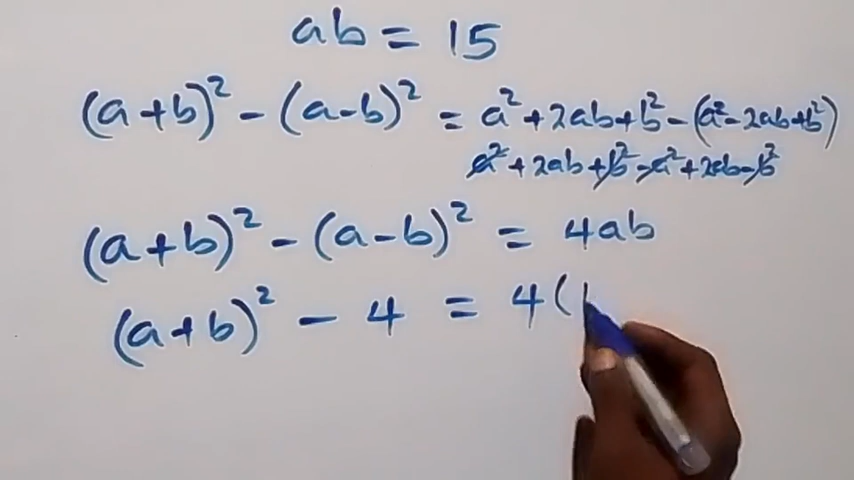 ab = 15
(a+b)² - (a-b)² = a² + 2ab + b² - (a² - 2ab + b²)
a² + 2ab + b² - a² + 2ab - b²
(a+b)² - (a-b)² = 4ab
(a+b)² - 4 = 4(